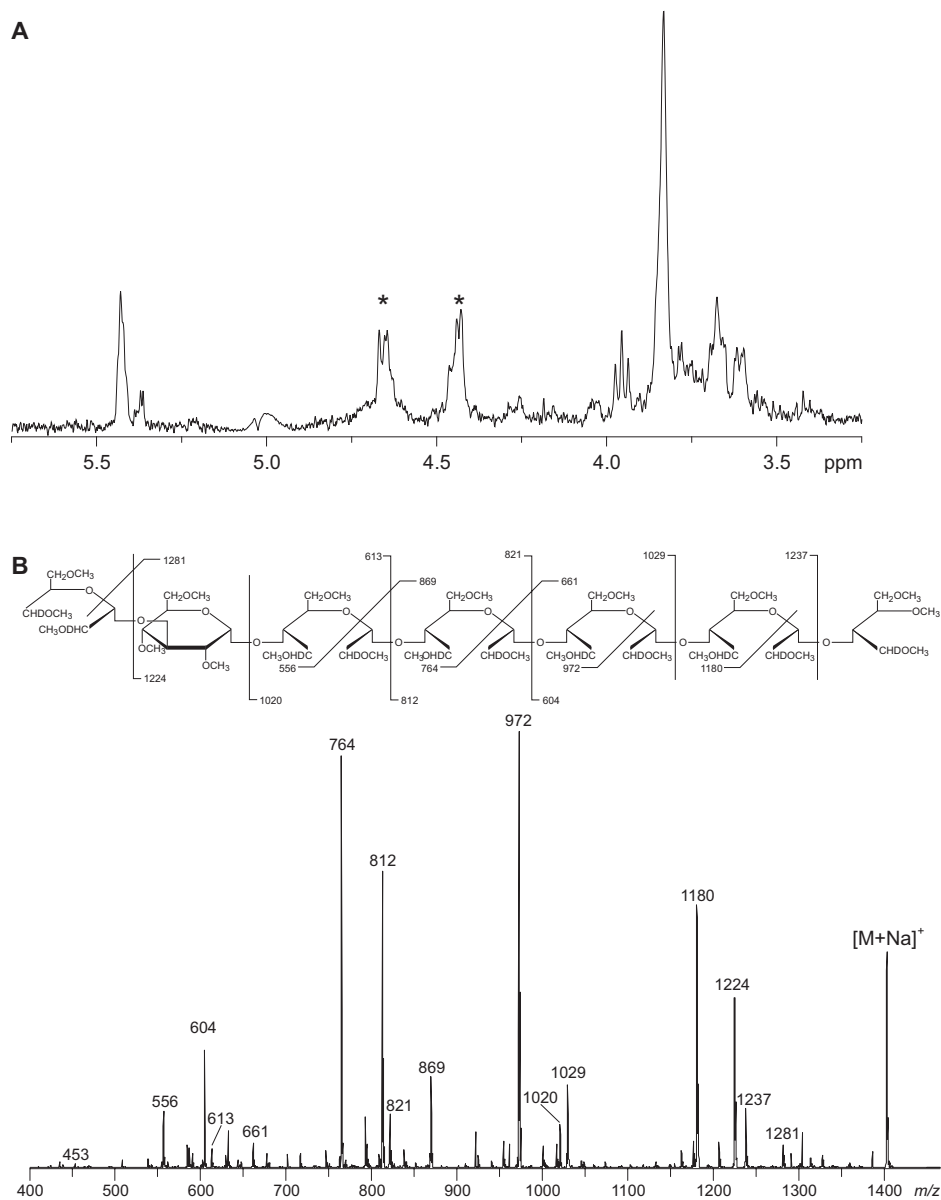 A
* *
5.5 5.0 4.5 4.0 3.5 ppm
B
1281 613 821 1029 1237
869 661
CH2OCH3 CH2OCH3 CH2OCH3 CH2OCH3 CH2OCH3 CH2OCH3 CH2OCH3
O O O O O O OCH3
CHDOCH3
CH3ODHC O
CH3O OCH3 O CH3OHDC CHDOCH3 O CH3OHDC CHDOCH3 O CH3OHDC CHDOCH3 O CH3OHDC CHDOCH3 O CHDOCH3
556 764 972 1180
1224
1020 812 604
972
764
812
1180
[M+Na]+
1224
604
869
1029
556
613
821
1020
1237
661
1281
453
400 500 600 700 800 900 1000 1100 1200 1300 1400 m/z